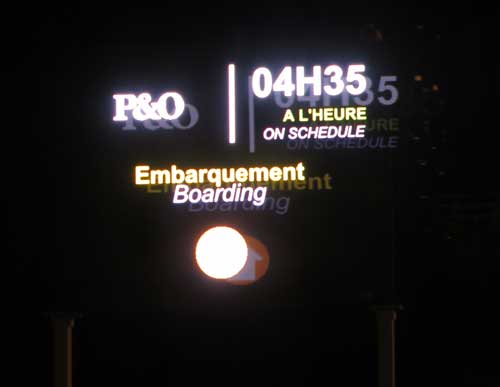 P&O
04H35
A L'HEURE
ON SCHEDULE
Embarquement
Boarding